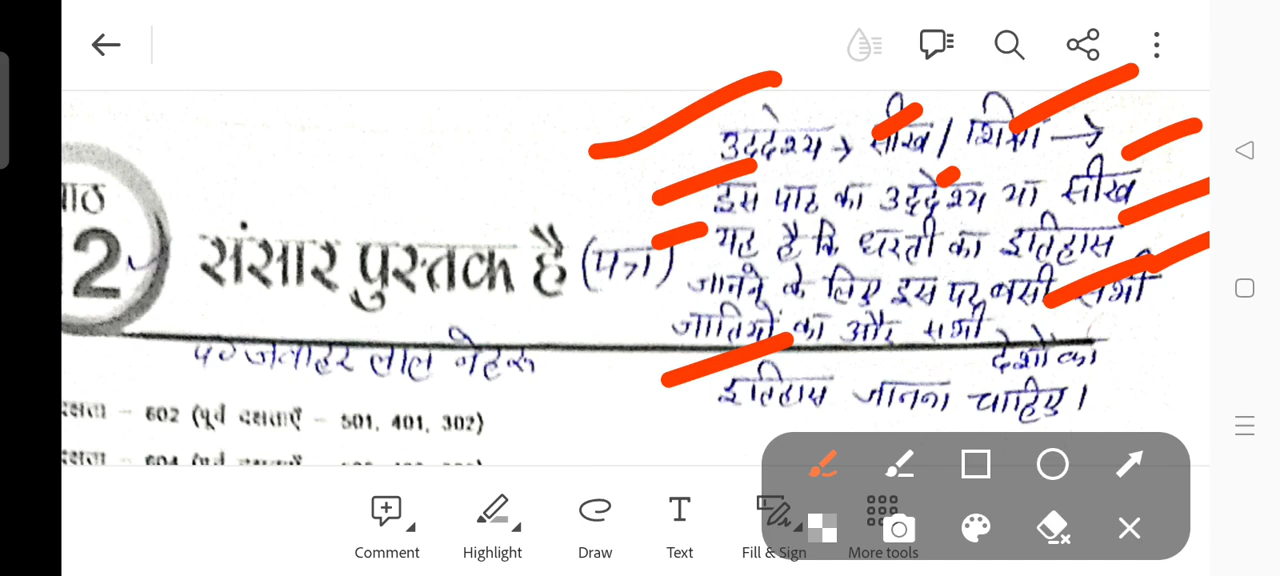 उद्देश्य → सीख / शिक्षा →
इस पाठ का उद्देश्य या सीख
यह है कि धरती का इतिहास
जानने के लिए इस पर बसी सभी
जातियों का और सभी
देशों का
इतिहास जानना चाहिए।
पाठ
2
संसार पुस्तक है (पत्र)
पं० जवाहर लाल नेहरू
दक्षता - 602 (पूर्व दक्षताएँ - 501, 401, 302)
Comment
Highlight
Draw
Text
Fill & Sign
More tools